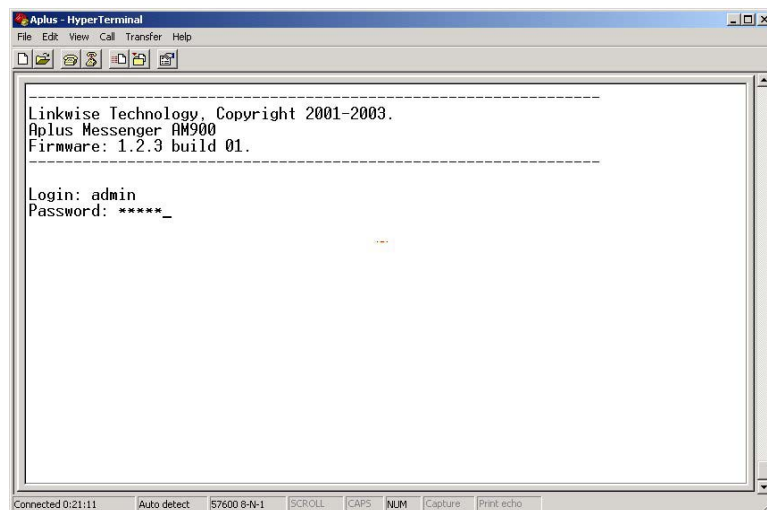 Aplus - HyperTerminal
File Edit View Call Transfer Help
Linkwise Technology, Copyright 2001-2003.
Aplus Messenger AM900
Firmware: 1.2.3 build 01.
Login: admin
Password: *****_
Connected 0:21:11 Auto detect 57600 8-N-1 SCROLL CAPS NUM Capture Print echo